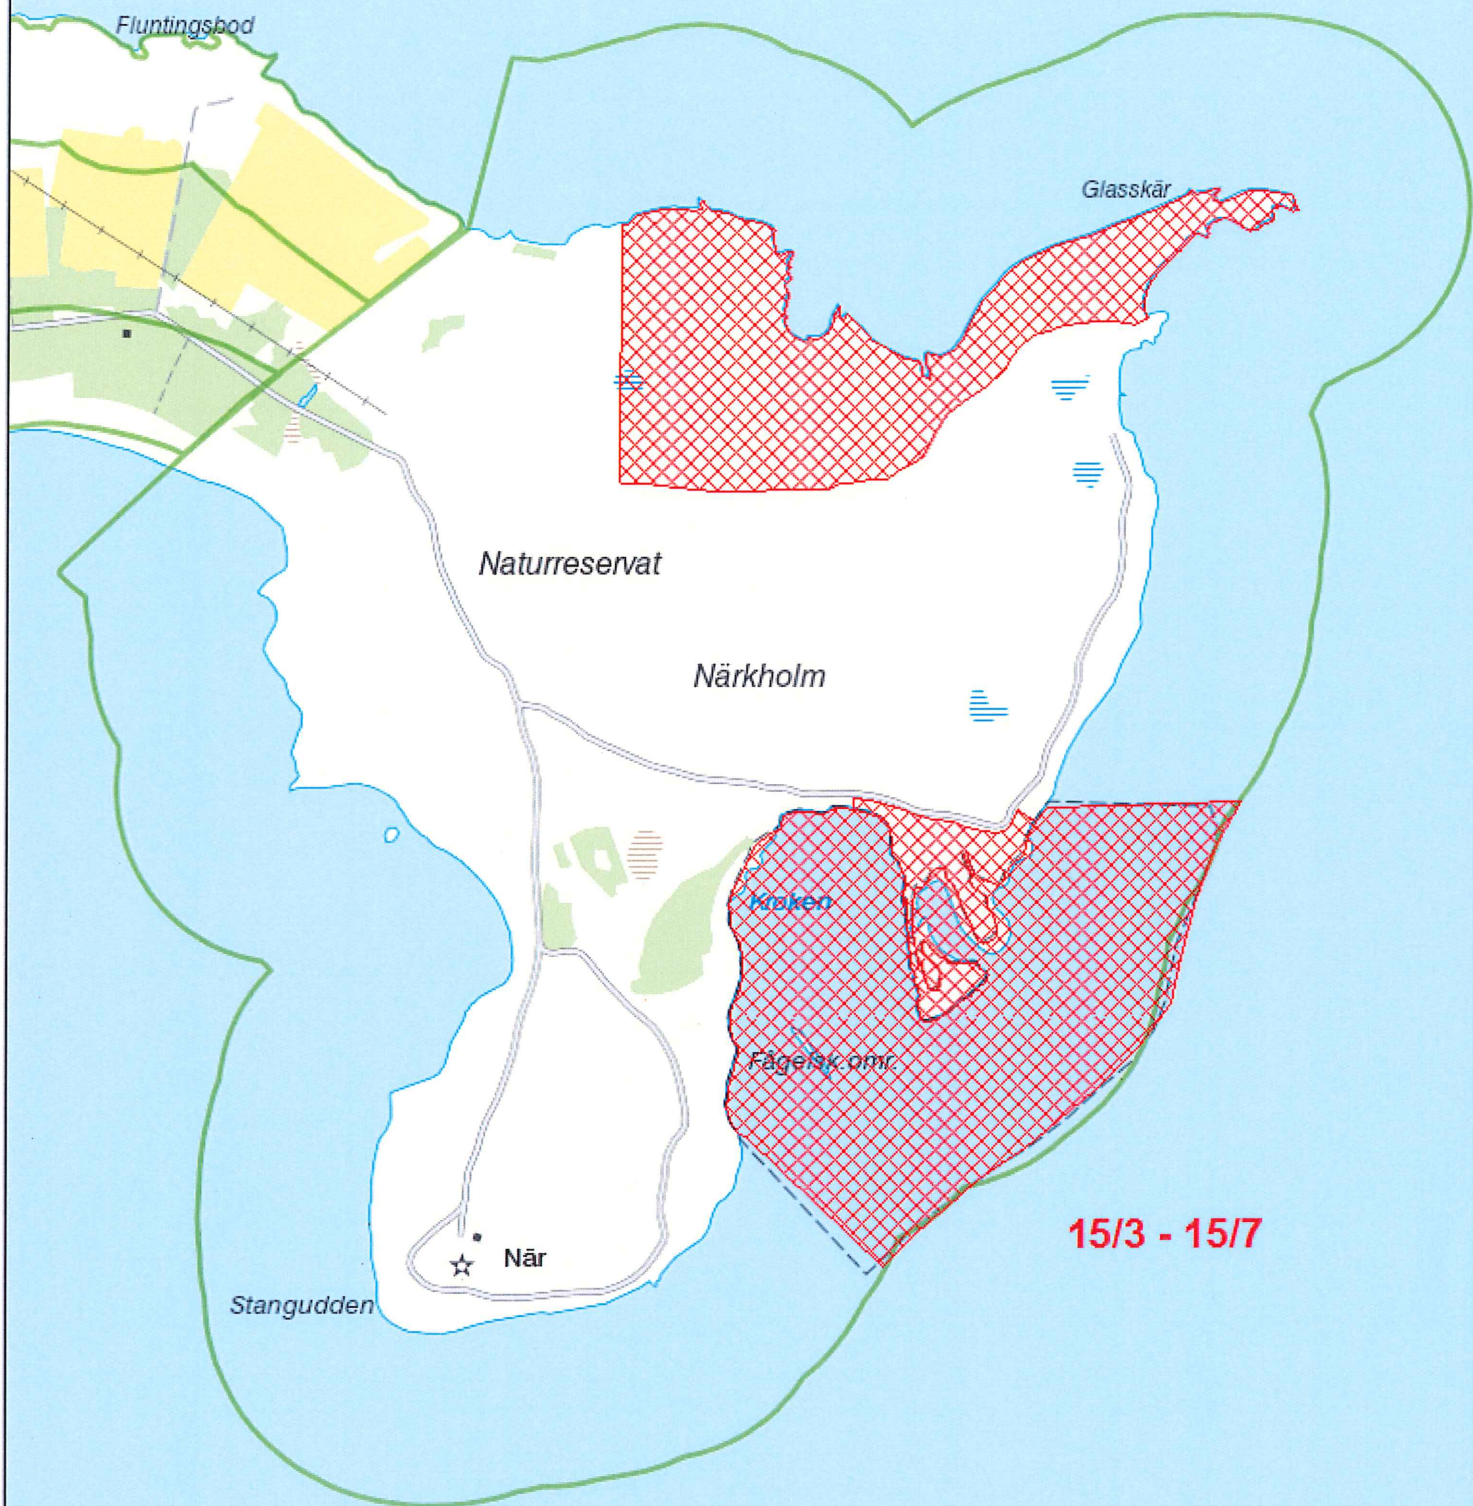 Fluntingsbod
Glasskär
Naturreservat
Närkholm
Kroken
Fågelsk.omr.
15/3 - 15/7
När
Stangudden